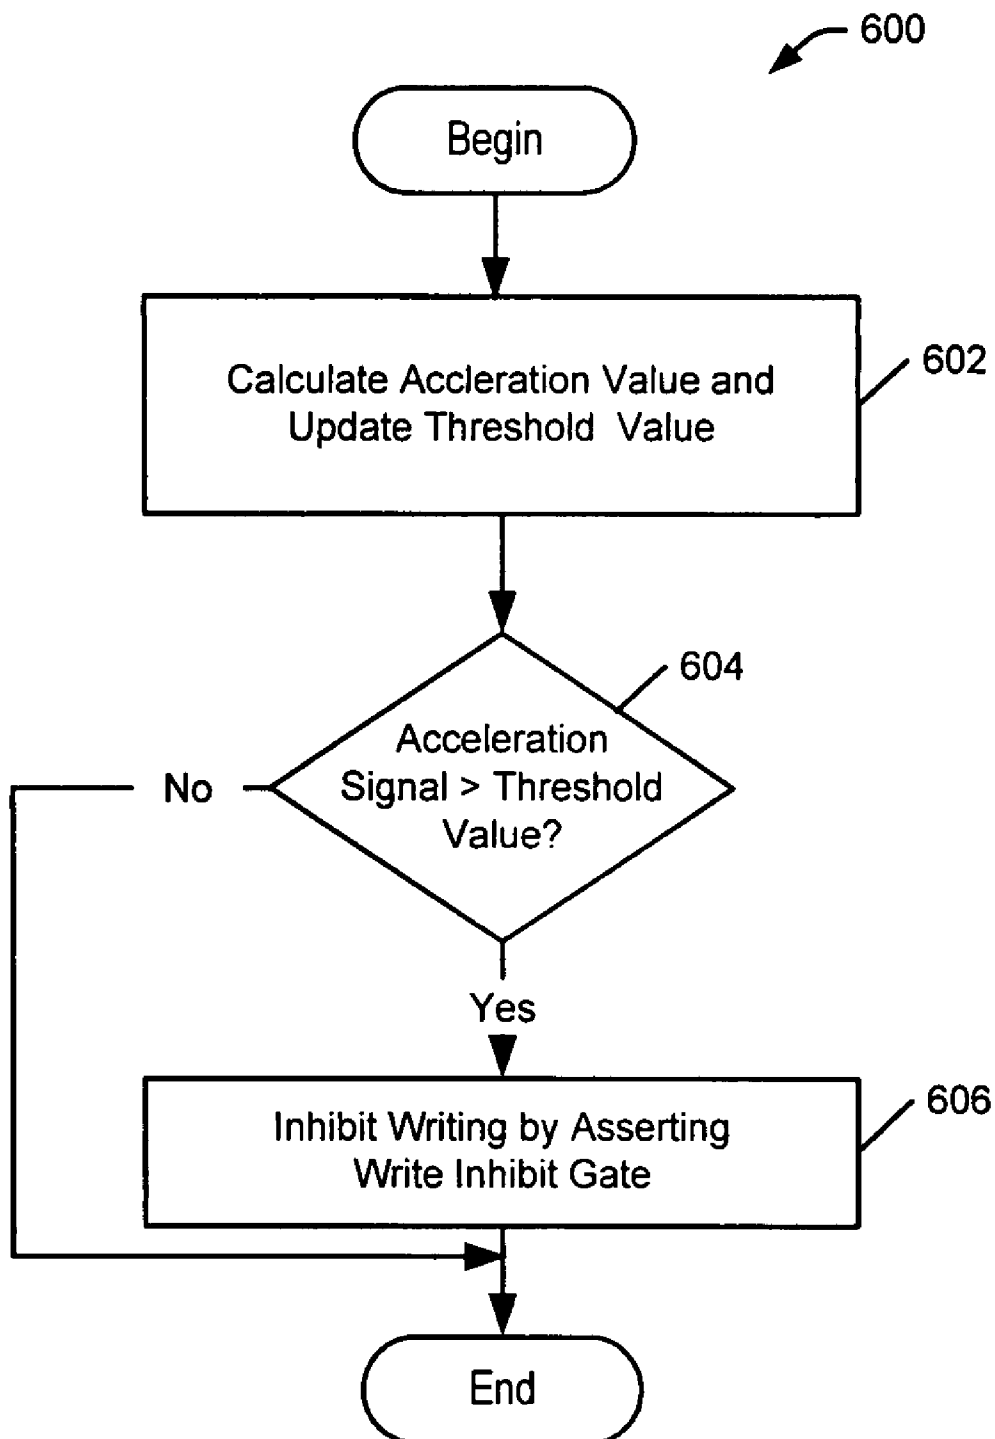 600
Begin
Calculate Accleration Value and
Update Threshold Value
602
604
Acceleration
Signal > Threshold
Value?
No
Yes
Inhibit Writing by Asserting
Write Inhibit Gate
606
End